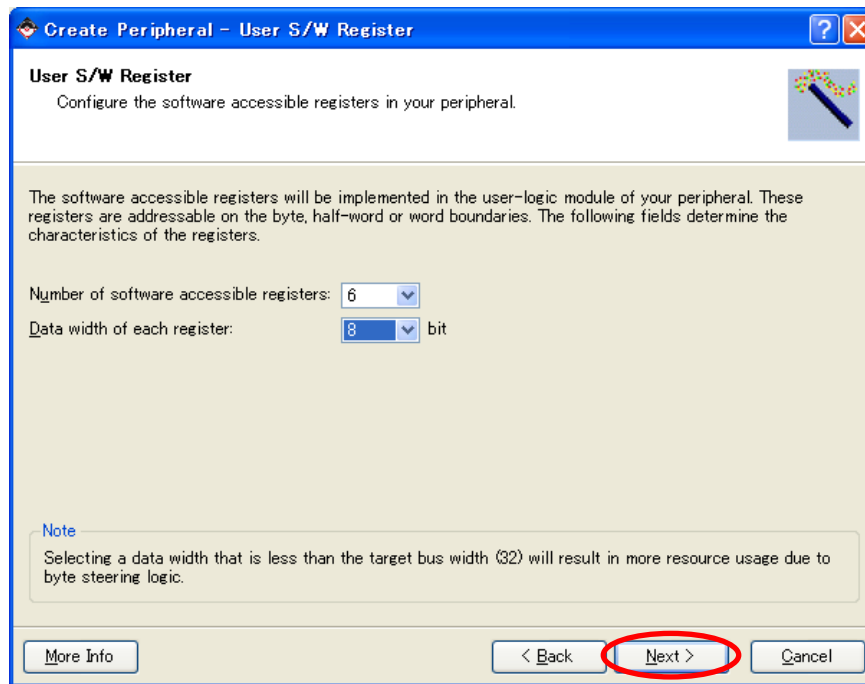 Create Peripheral - User S/W Register
User S/W Register
Configure the software accessible registers in your peripheral.
The software accessible registers will be implemented in the user-logic module of your peripheral. These
registers are addressable on the byte, half-word or word boundaries. The following fields determine the
characteristics of the registers.
Number of software accessible registers: 6
Data width of each register: 8 bit
Note
Selecting a data width that is less than the target bus width (32) will result in more resource usage due to
byte steering logic.
More Info < Back Next > Cancel